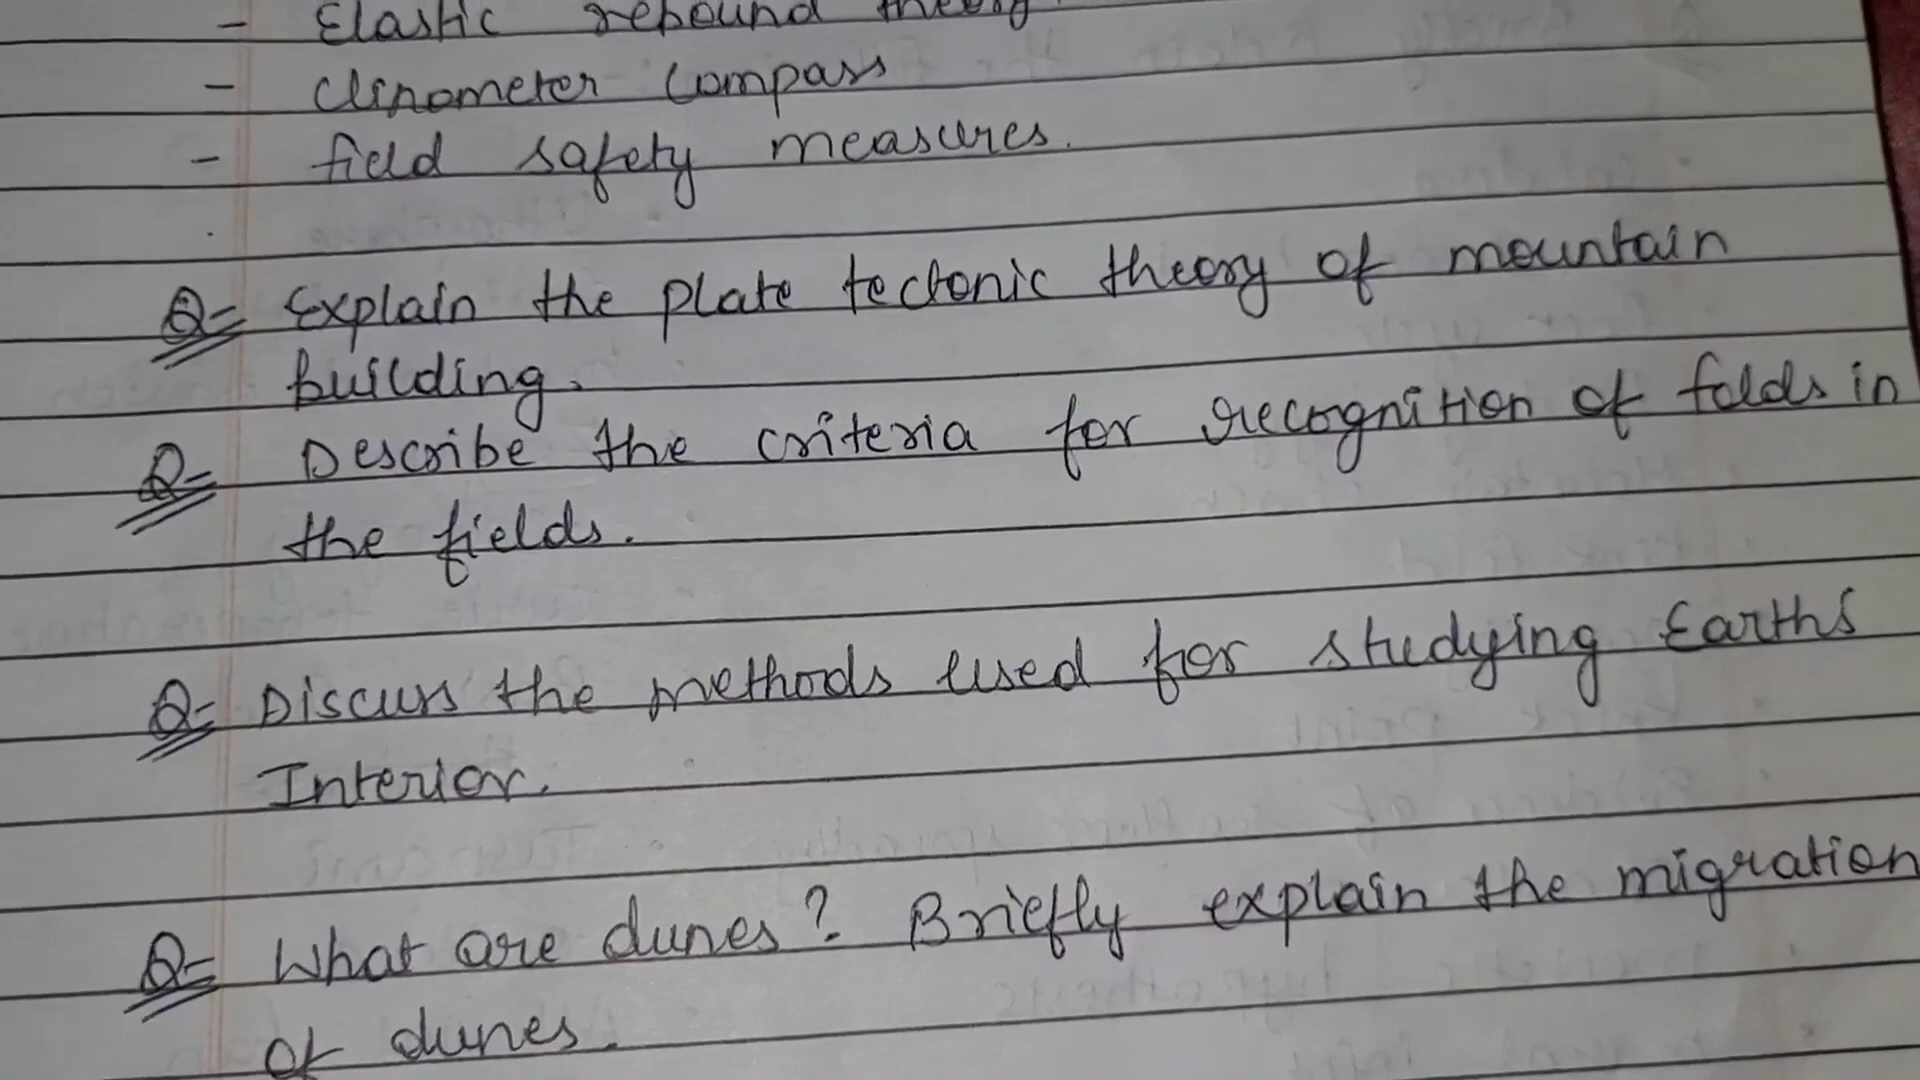 - Elastic rebound theory
- Clinometer Compass
- field safety measures.
Q= Explain the plate tectonic theory of mountain
building.
Q= Describe the criteria for recognition of folds in
the fields.
Q= Discuss the methods used for studying Earths
Interior.
Q= What are dunes? Briefly explain the migration
of dunes.